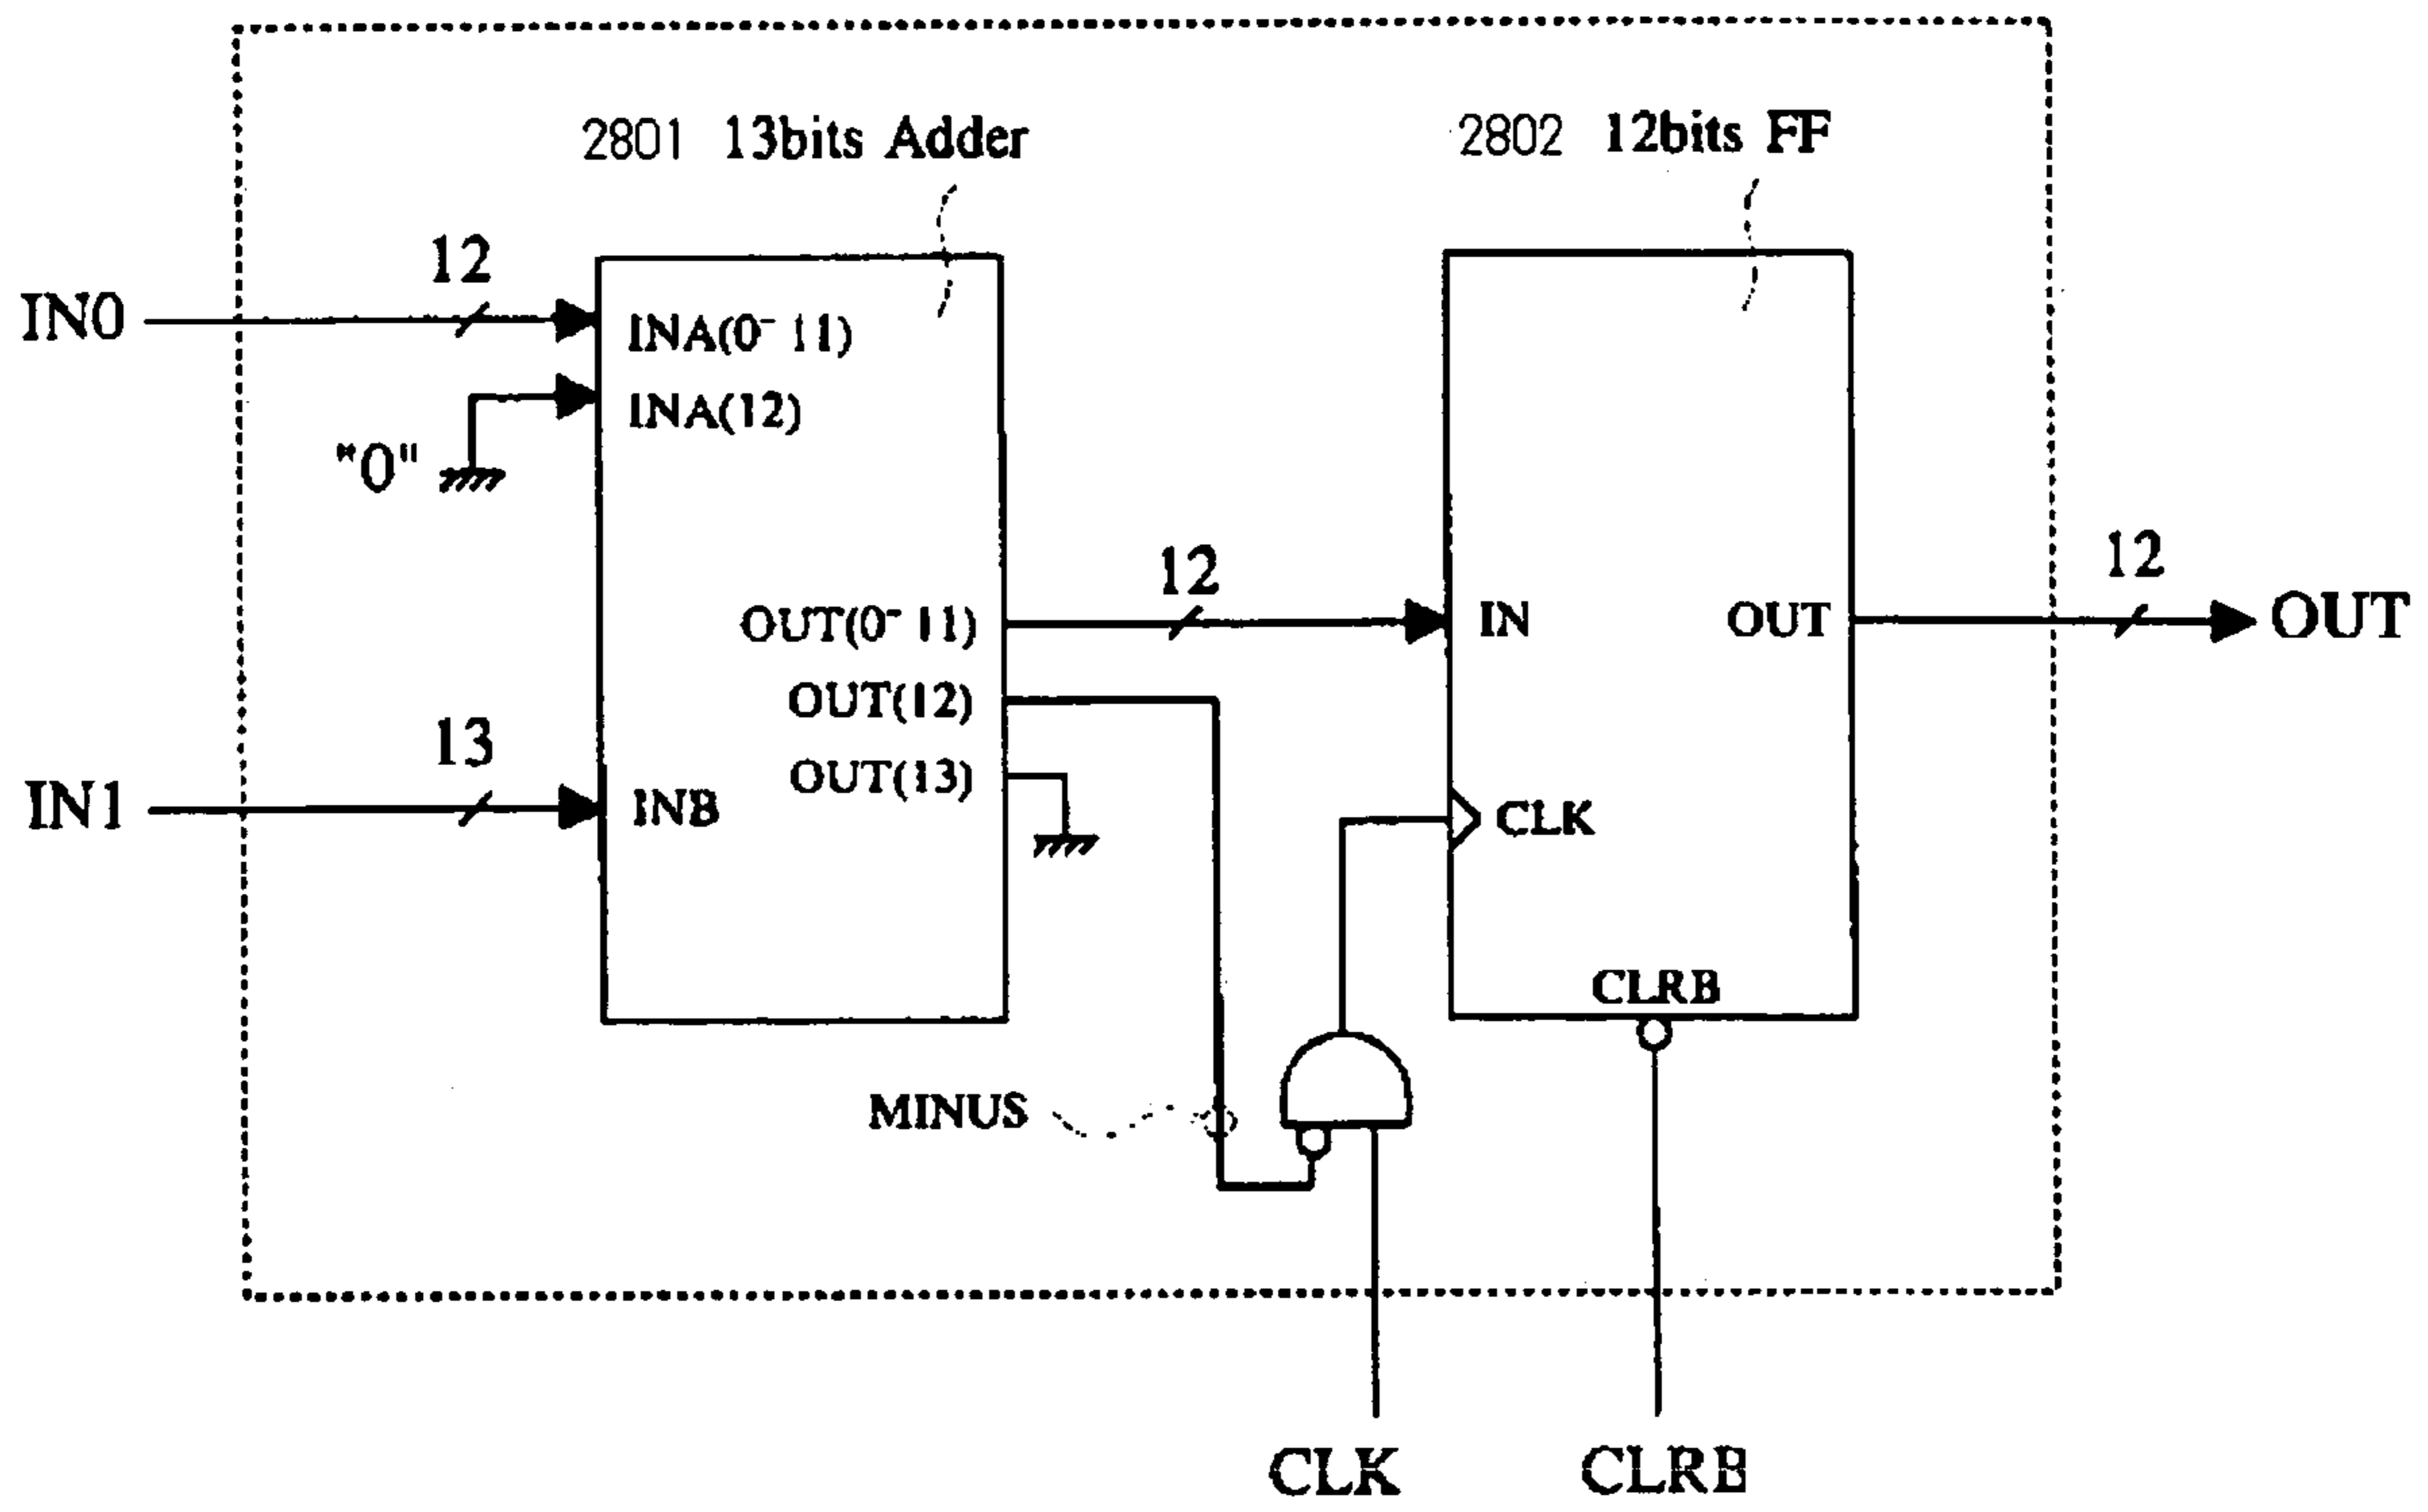 2801 13bits Adder
2802 12bits FF
12
IN0
INA(0~11)
INA(12)
"0"
12
12
OUT(0~11)
IN
OUT
OUT
OUT(12)
13
OUT(13)
IN1
INB
CLK
CLRB
MINUS
CLK
CLRB